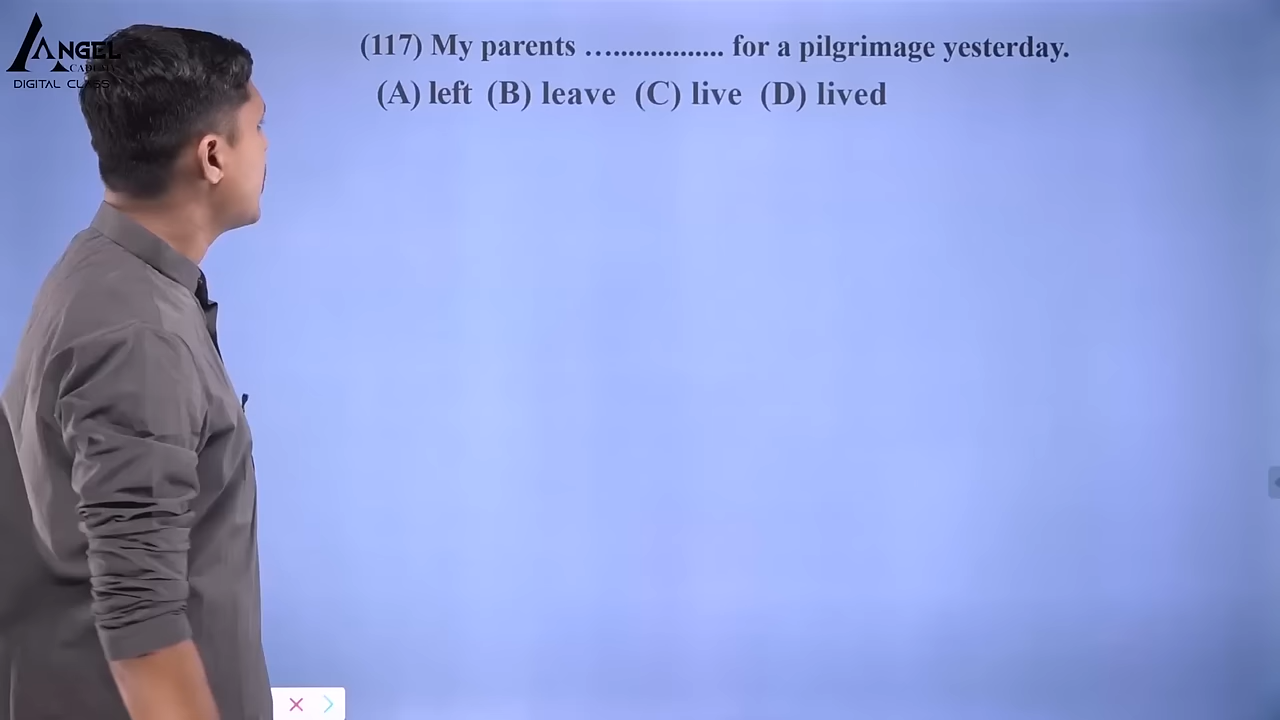 ANGEL
DIGITAL CLASS
(117) My parents …................ for a pilgrimage yesterday.
(A) left (B) leave (C) live (D) lived